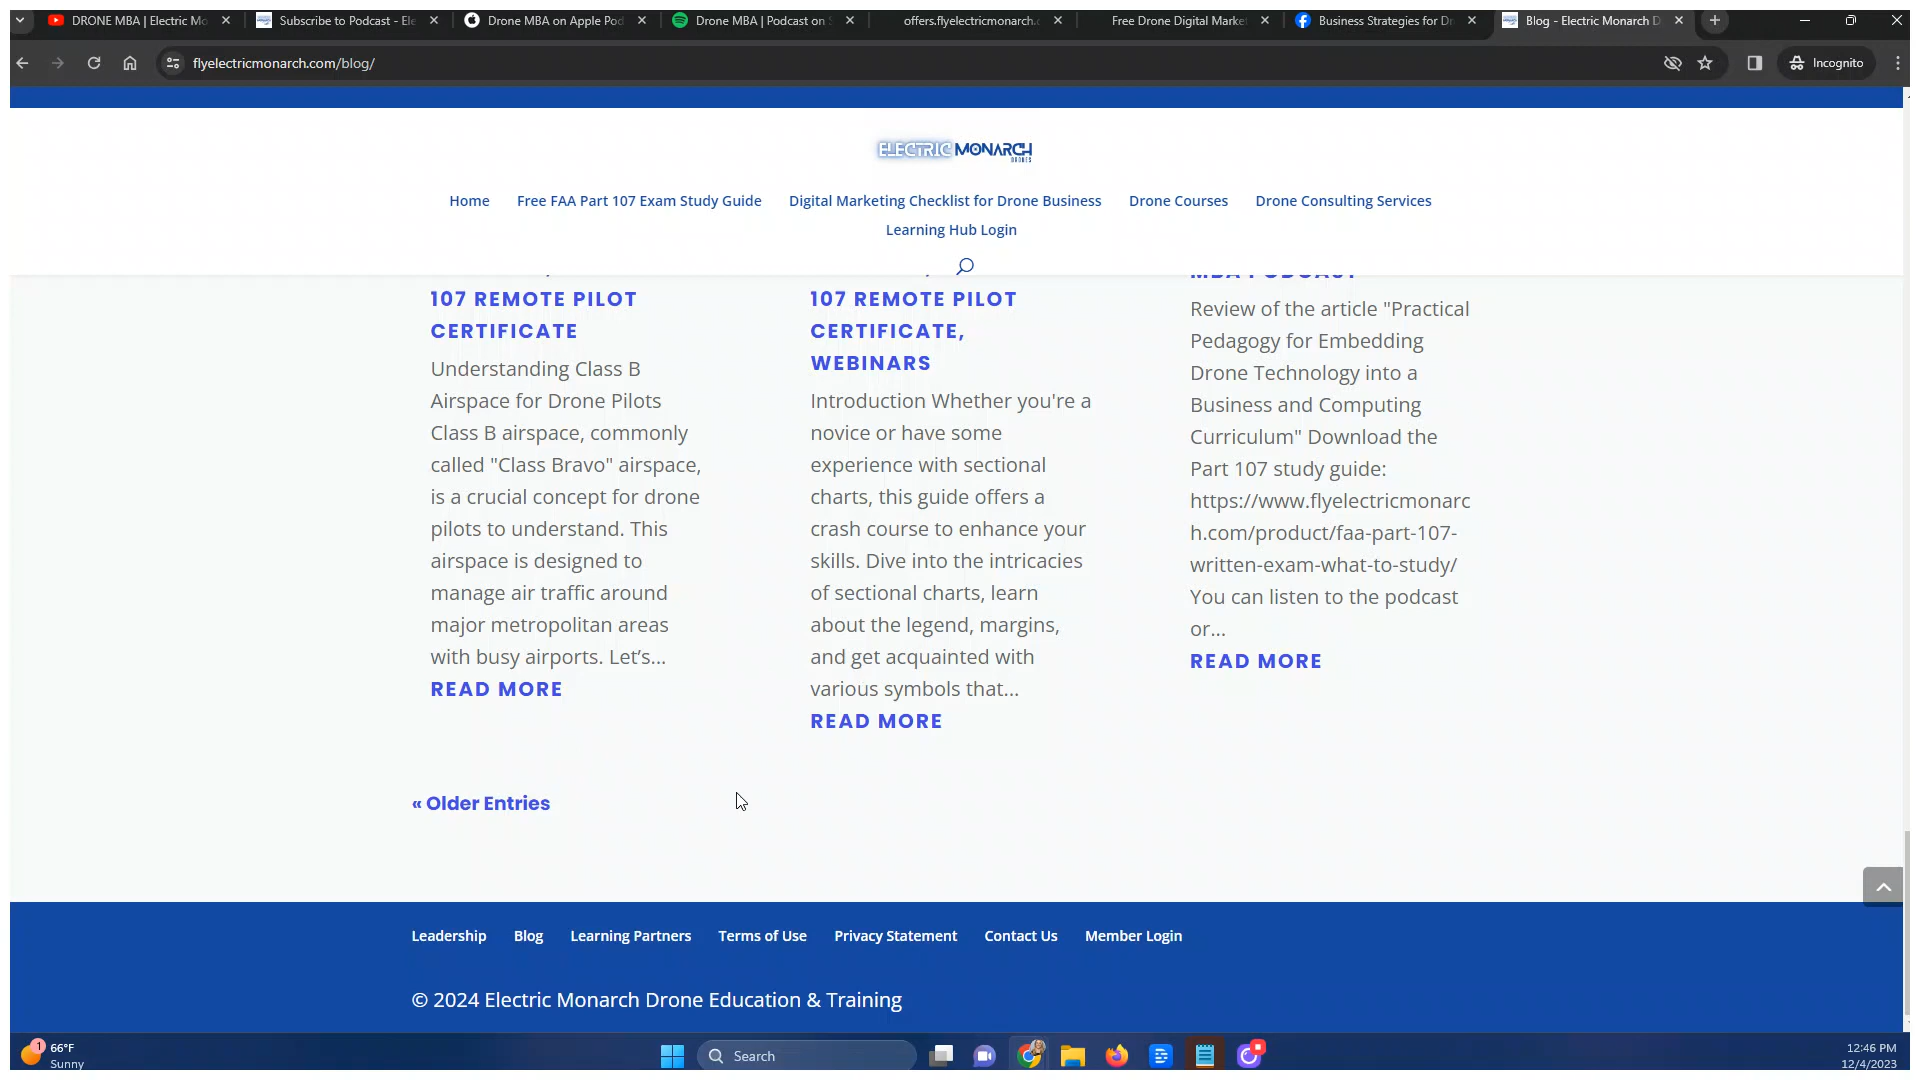 DRONE MBA | Electric Mo
Subscribe to Podcast - Ele
Drone MBA on Apple Pod
Drone MBA | Podcast on S
offers.flyelectricmonarch.c
Free Drone Digital Market
Business Strategies for Dr
Blog - Electric Monarch D
flyelectricmonarch.com/blog/
Incognito
ELECTRIC MONARCH
DRONES
Home Free FAA Part 107 Exam Study Guide Digital Marketing Checklist for Drone Business Drone Courses Drone Consulting Services
Learning Hub Login
107 REMOTE PILOT
CERTIFICATE
Understanding Class B
Airspace for Drone Pilots
Class B airspace, commonly
called "Class Bravo" airspace,
is a crucial concept for drone
pilots to understand. This
airspace is designed to
manage air traffic around
major metropolitan areas
with busy airports. Let’s...
READ MORE
107 REMOTE PILOT
CERTIFICATE,
WEBINARS
Introduction Whether you're a
novice or have some
experience with sectional
charts, this guide offers a
crash course to enhance your
skills. Dive into the intricacies
of sectional charts, learn
about the legend, margins,
and get acquainted with
various symbols that...
READ MORE
MBA PODCAST
Review of the article "Practical
Pedagogy for Embedding
Drone Technology into a
Business and Computing
Curriculum" Download the
Part 107 study guide:
https://www.flyelectricmonarc
h.com/product/faa-part-107-
written-exam-what-to-study/
You can listen to the podcast
or...
READ MORE
« Older Entries
Leadership Blog Learning Partners Terms of Use Privacy Statement Contact Us Member Login
© 2024 Electric Monarch Drone Education & Training
1
66°F
Sunny
Search
12:46 PM
12/4/2023